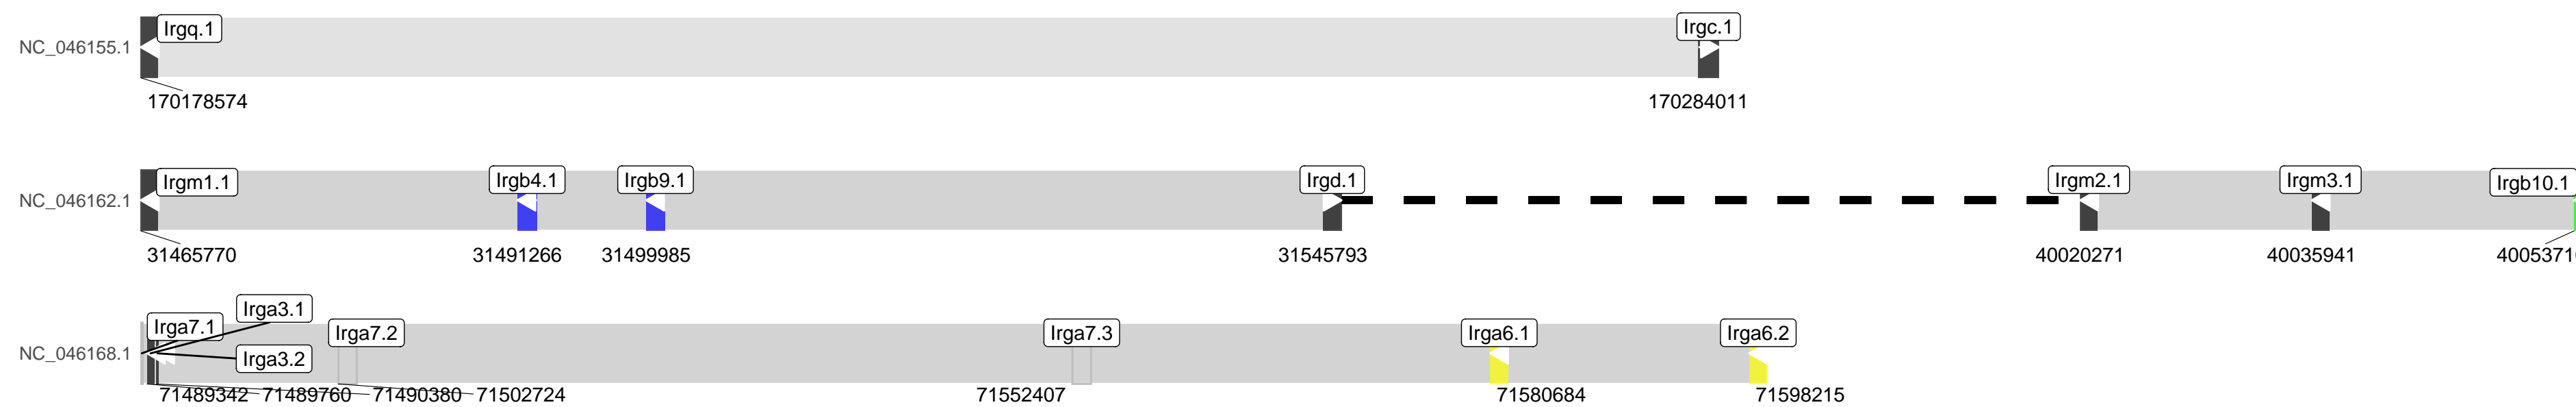 Irgq.1 Irgc.1
NC_046155.1
170178574 170284011
Irgm1.1 Irgb4.1 Irgb9.1 Irgd.1 Irgm2.1 Irgm3.1 Irgb10.1
NC_046162.1
31465770 31491266 31499985 31545793 40020271 40035941 4005371
Irga3.1
Irga7.1 Irga7.2 Irga7.3 Irga6.1 Irga6.2
NC_046168.1
Irga3.2
71489342 71489760 71490380 71502724 71552407 71580684 71598215